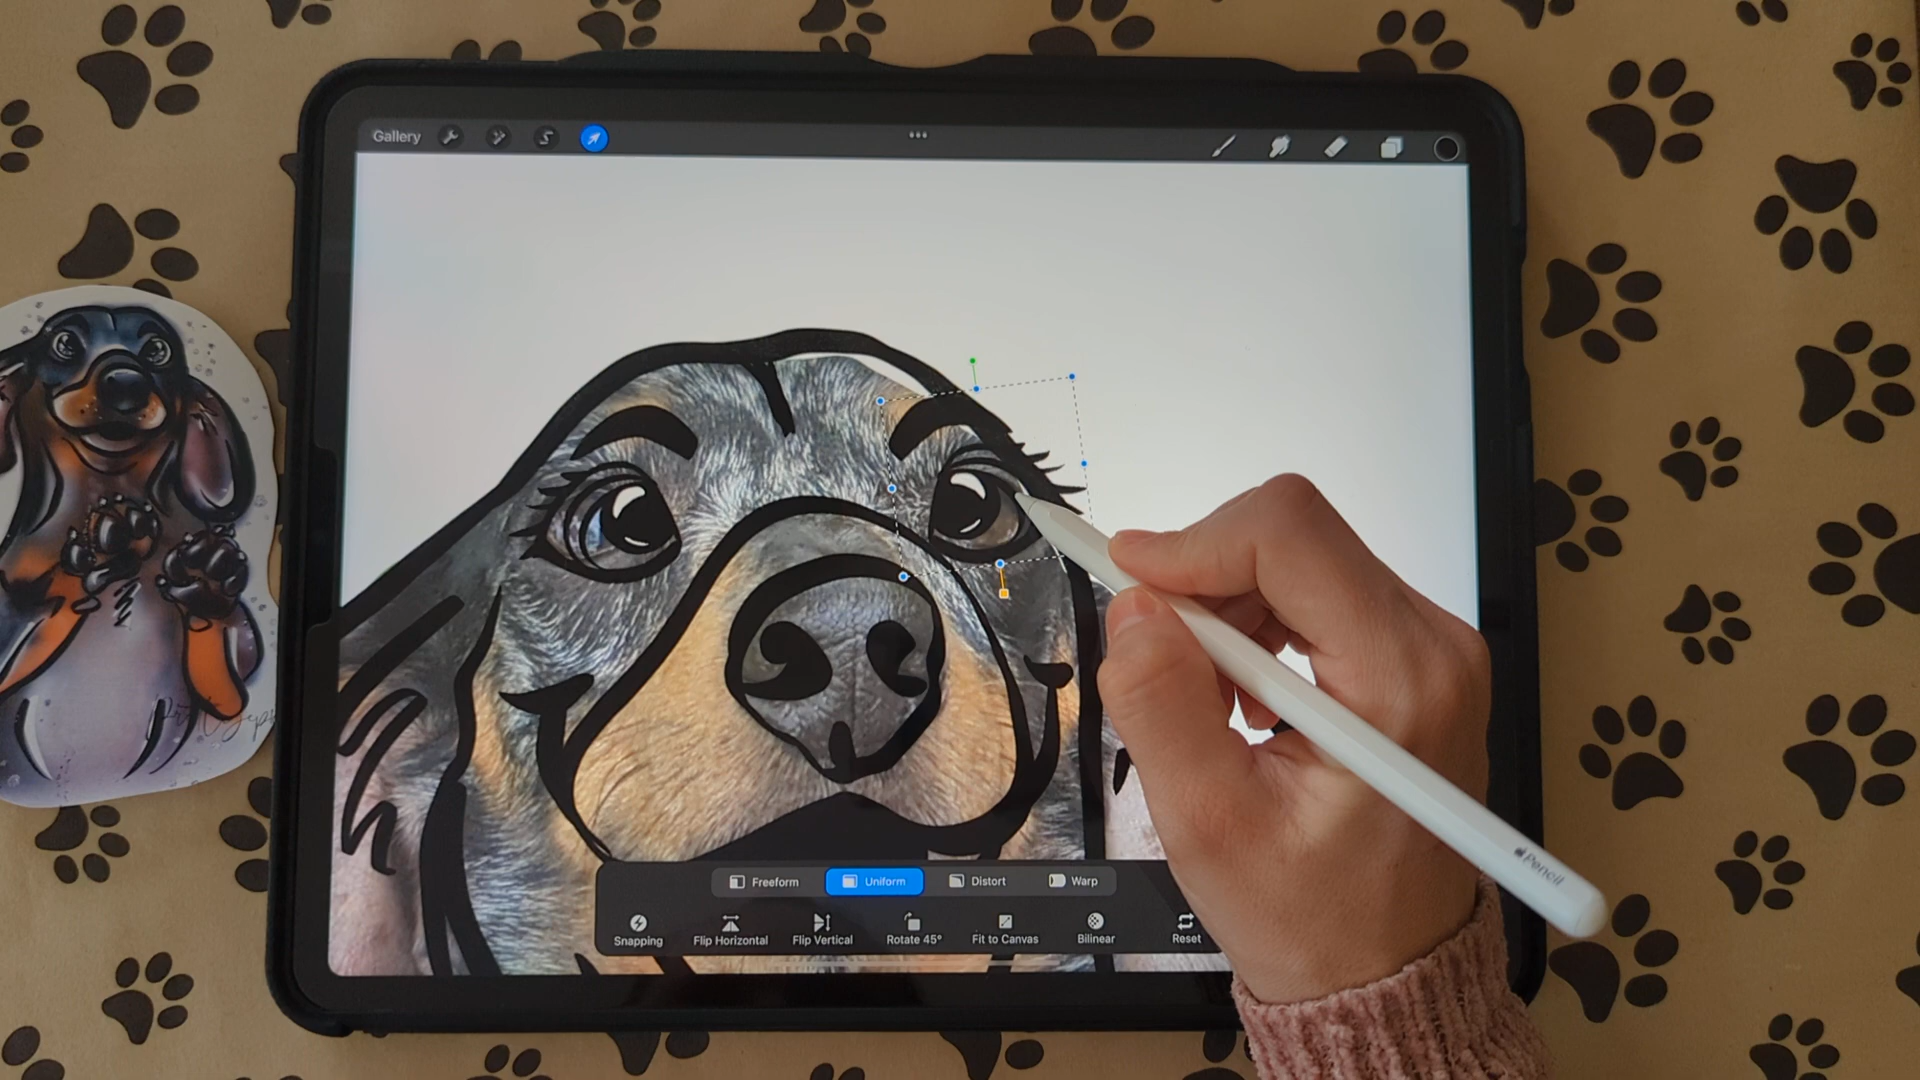 Gallery
Freeform Uniform Distort Warp
Snapping Flip Horizontal Flip Vertical Rotate 45° Fit to Canvas Bilinear Reset
Pencil